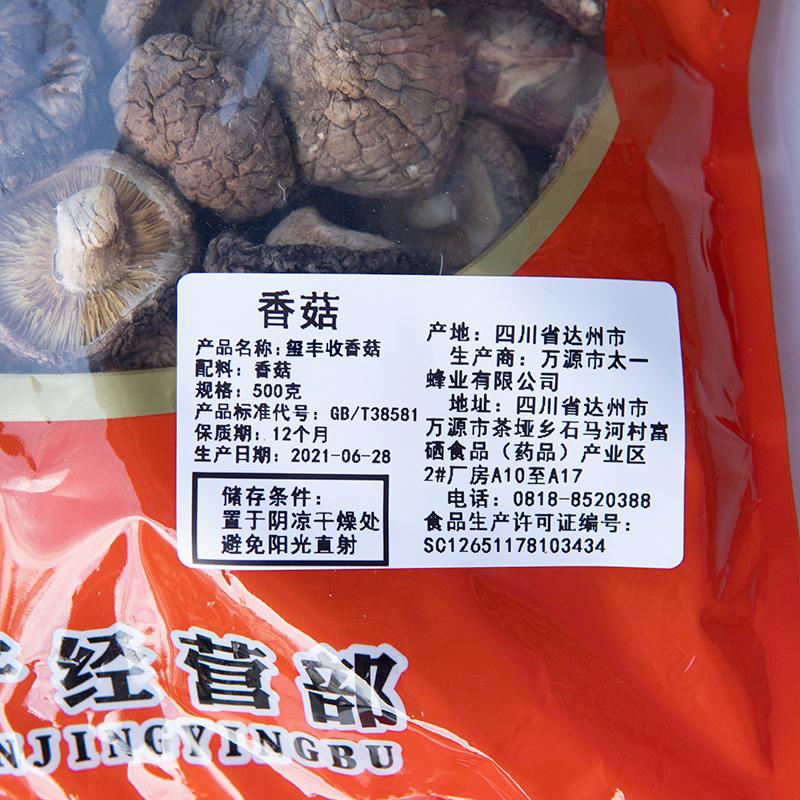 香菇
产品名称:玺丰收香菇
配料: 香菇
规格: 500克
产品标准代号: GB/T38581
保质期: 12个月
生产日期: 2021-06-28
储存条件:
置于阴凉干燥处
避免阳光直射
产地: 四川省达州市
生产商: 万源市太一
蜂业有限公司
地址: 四川省达州市
万源市茶垭乡石马河村富
硒食品（药品）产业区
2#厂房A10至A17
电话: 0818-8520388
食品生产许可证编号:
SC12651178103434
经营部
NJINGYINGBU